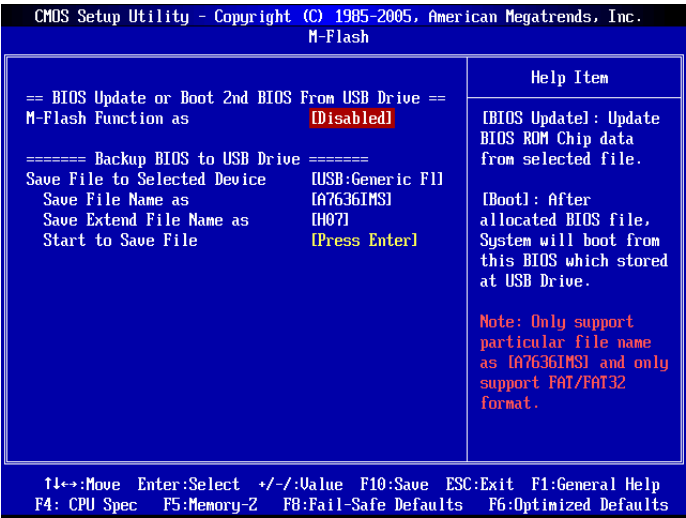 CMOS Setup Utility - Copyright (C) 1985-2005, American Megatrends, Inc.
M-Flash
== BIOS Update or Boot 2nd BIOS From USB Drive ==
M-Flash Function as [Disabled]
======= Backup BIOS to USB Drive =======
Save File to Selected Device [USB:Generic Fl]
Save File Name as [A7636IMS]
Save Extend File Name as [H07]
Start to Save File [Press Enter]
Help Item
[BIOS Update]: Update
BIOS ROM Chip data
from selected file.
[Boot]: After
allocated BIOS file,
System will boot from
this BIOS which stored
at USB Drive.
Note: Only support
particular file name
as [A7636IMS] and only
support FAT/FAT32
format.
↑↓←→:Move Enter:Select +/-/:Value F10:Save ESC:Exit F1:General Help
F4: CPU Spec F5:Memory-Z F8:Fail-Safe Defaults F6:Optimized Defaults